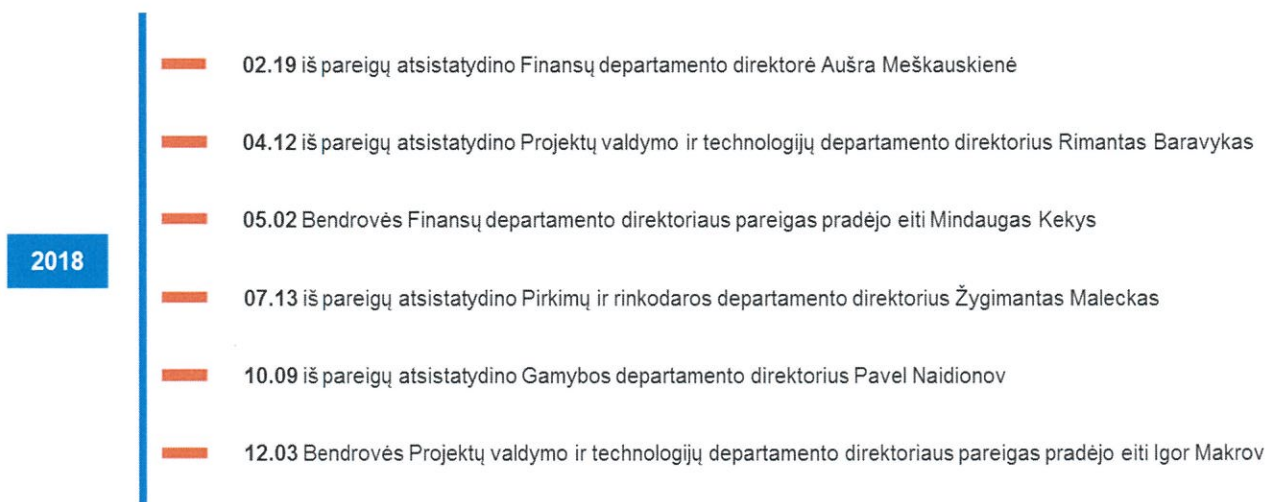 02.19 iš pareigų atsistatydino Finansų departamento direktorė Aušra Meškauskienė
04.12 iš pareigų atsistatydino Projektų valdymo ir technologijų departamento direktorius Rimantas Baravykas
05.02 Bendrovės Finansų departamento direktoriaus pareigas pradėjo eiti Mindaugas Kekys
2018
07.13 iš pareigų atsistatydino Pirkimų ir rinkodaros departamento direktorius Žygimantas Maleckas
10.09 iš pareigų atsistatydino Gamybos departamento direktorius Pavel Naidionov
12.03 Bendrovės Projektų valdymo ir technologijų departamento direktoriaus pareigas pradėjo eiti Igor Makrov